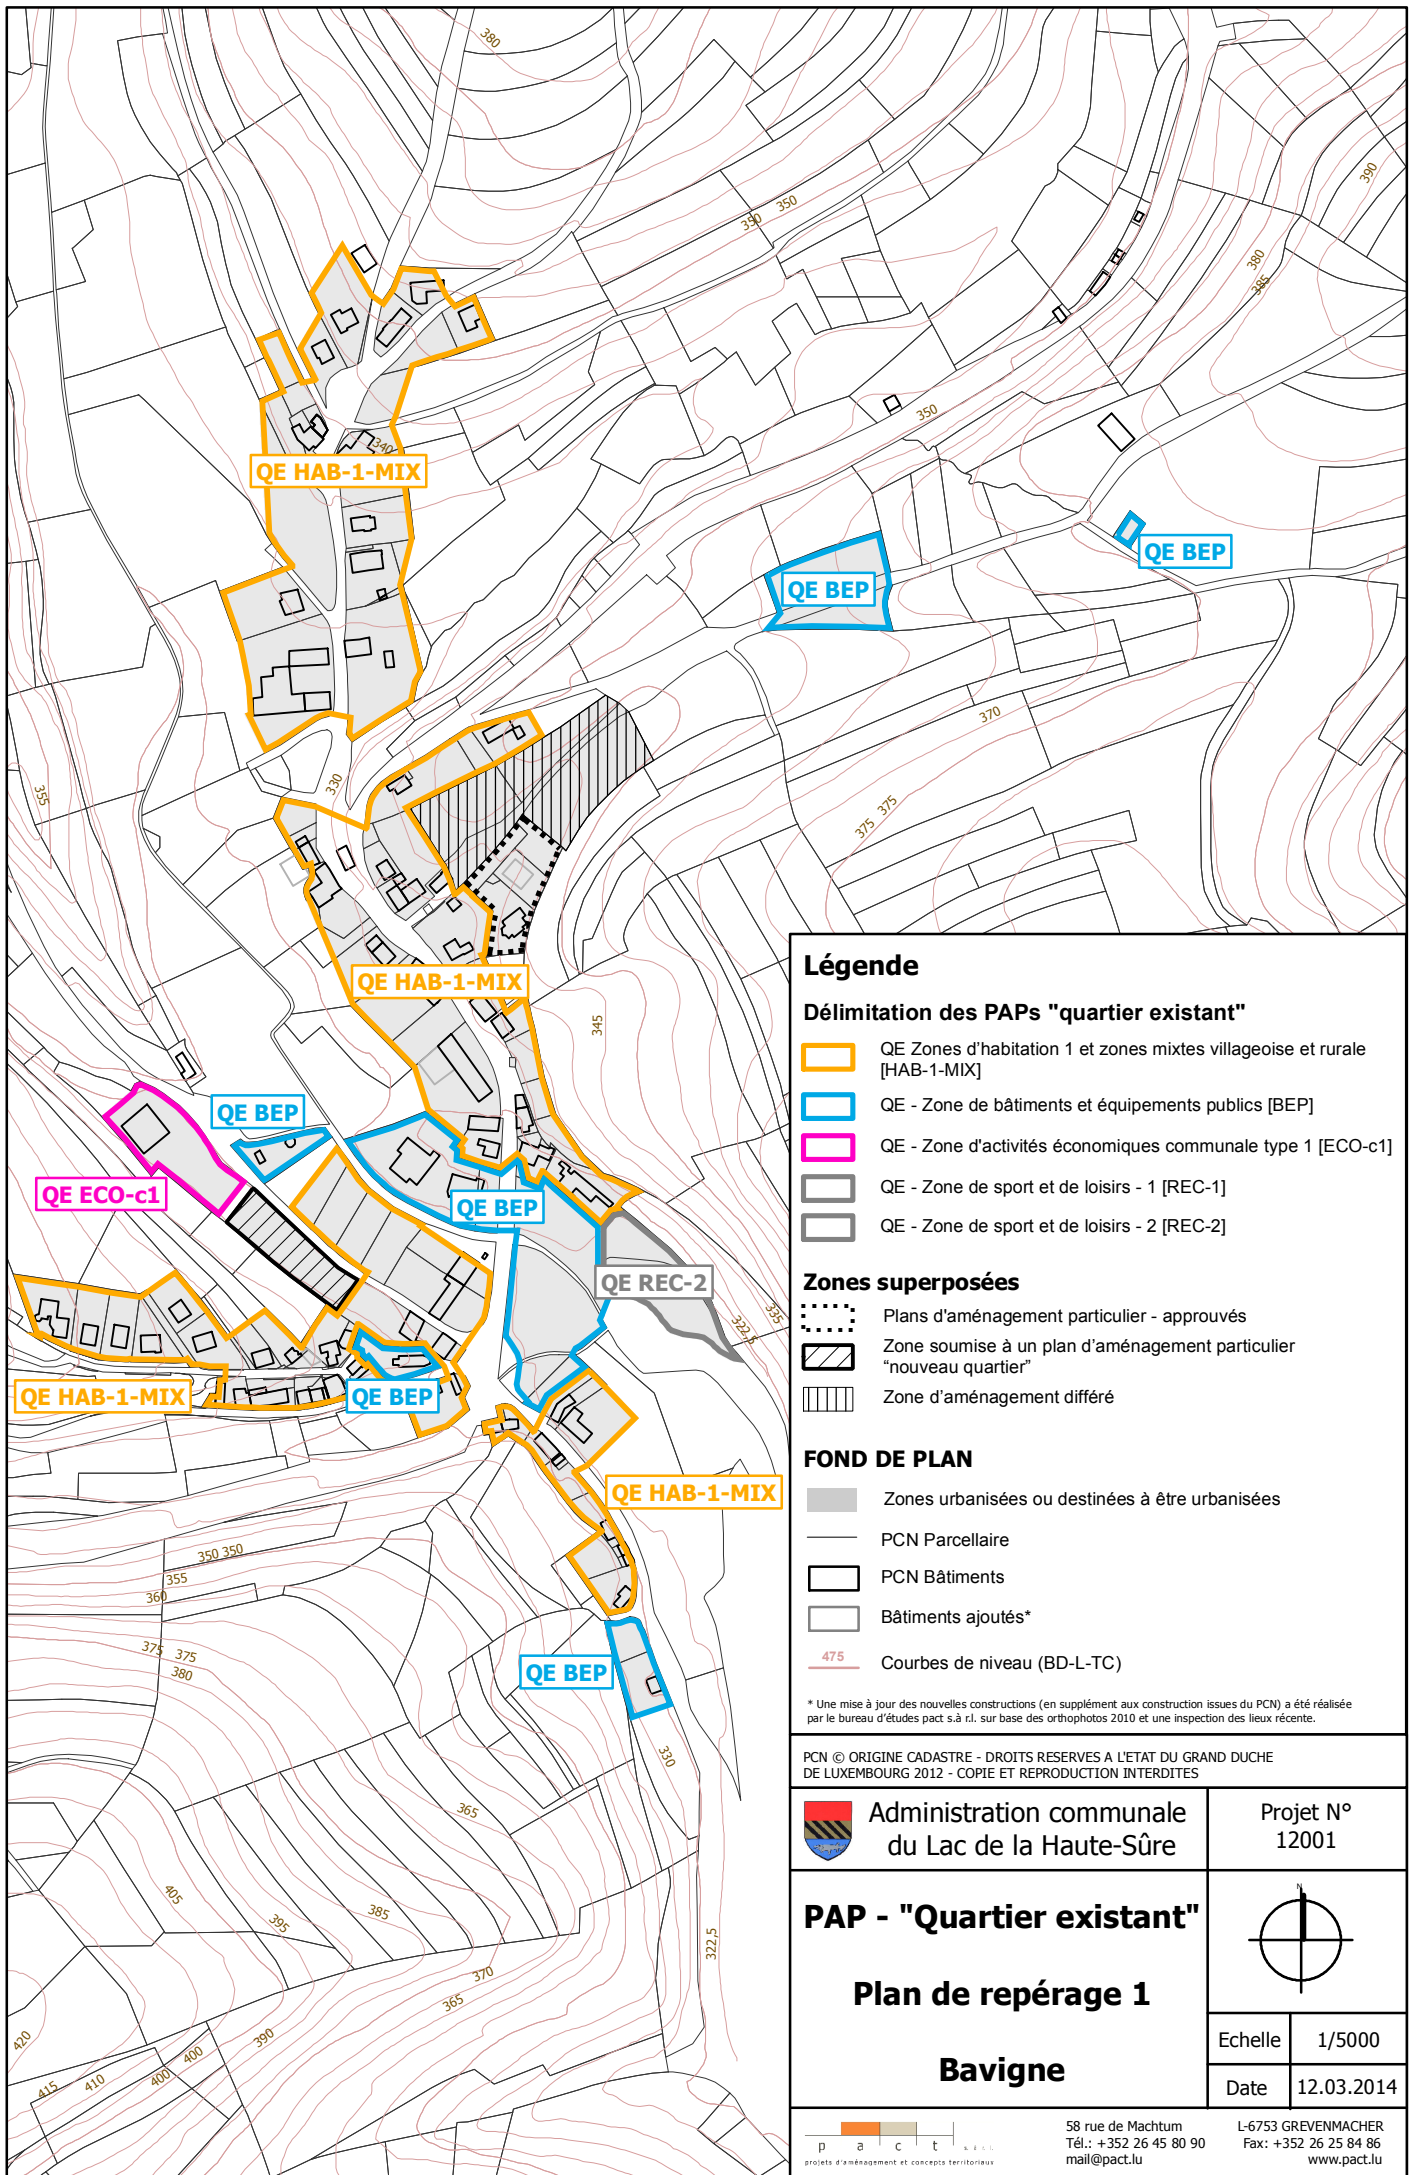 380
390
350 350
380
385
350
340
QE HAB-1-MIX
QE BEP
QE BEP
370
330
355
375 375
QE HAB-1-MIX
345
QE BEP
QE ECO-c1
QE BEP
QE REC-2
335
322,5
QE HAB-1-MIX
QE BEP
QE HAB-1-MIX
350 350
355
360
375 375
380
QE BEP
330
365
405
395
385
322,5
370
365
390
420
400
400
410
415
Légende
Délimitation des PAPs "quartier existant"
QE Zones d'habitation 1 et zones mixtes villageoise et rurale
[HAB-1-MIX]
QE - Zone de bâtiments et équipements publics [BEP]
QE - Zone d'activités économiques communale type 1 [ECO-c1]
QE - Zone de sport et de loisirs - 1 [REC-1]
QE - Zone de sport et de loisirs - 2 [REC-2]
Zones superposées
Plans d'aménagement particulier - approuvés
Zone soumise à un plan d'aménagement particulier
“nouveau quartier”
Zone d'aménagement différé
FOND DE PLAN
Zones urbanisées ou destinées à être urbanisées
PCN Parcellaire
PCN Bâtiments
Bâtiments ajoutés*
475
Courbes de niveau (BD-L-TC)
* Une mise à jour des nouvelles constructions (en supplément aux construction issues du PCN) a été réalisée
par le bureau d'études pact s.à r.l. sur base des orthophotos 2010 et une inspection des lieux récente.
PCN © ORIGINE CADASTRE - DROITS RESERVES A L'ETAT DU GRAND DUCHE
DE LUXEMBOURG 2012 - COPIE ET REPRODUCTION INTERDITES
Administration communale
du Lac de la Haute-Sûre
Projet N°
12001
PAP - "Quartier existant"
Plan de repérage 1
Bavigne
N
Echelle 1/5000
Date 12.03.2014
p a c t
projets d'aménagement et concepts territoriaux
58 rue de Machtum
Tél.: +352 26 45 80 90
mail@pact.lu
L-6753 GREVENMACHER
Fax: +352 26 25 84 86
www.pact.lu